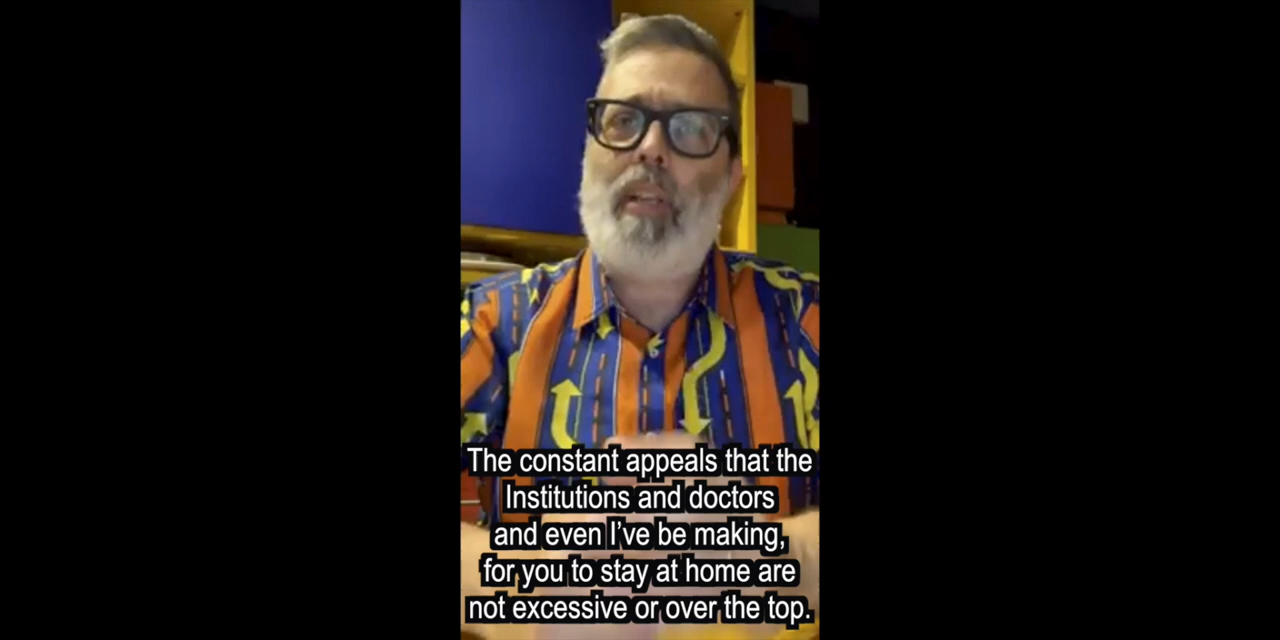 The constant appeals that the
Institutions and doctors
and even I've be making,
for you to stay at home are
not excessive or over the top.